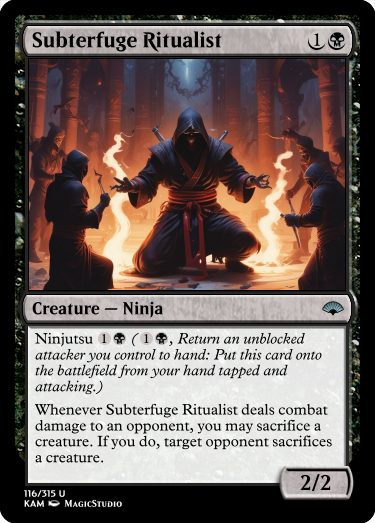 Subterfuge Ritualist 1
Creature — Ninja
Ninjutsu 1 (1, Return an unblocked
attacker you control to hand: Put this card onto
the battlefield from your hand tapped and
attacking.)
Whenever Subterfuge Ritualist deals combat
damage to an opponent, you may sacrifice a
creature. If you do, target opponent sacrifices
a creature.
2/2
116/315 U
KAM MagicStudio